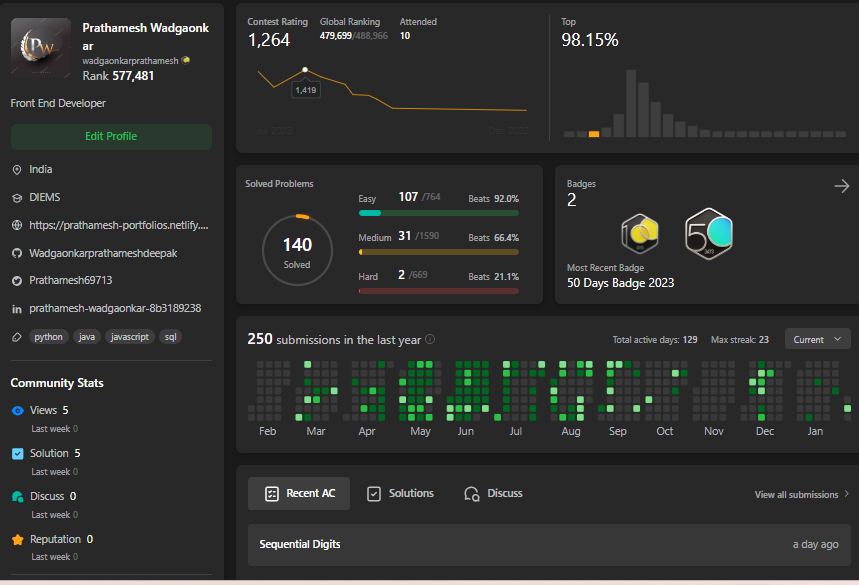 PW
Prathamesh Wadgaonk
ar
wadgaonkarprathamesh
Rank 577,481
Front End Developer
Edit Profile
India
DIEMS
https://prathamesh-portfolios.netlify....
Wadgaonkarprathameshdeepak
Prathamesh69713
prathamesh-wadgaonkar-8b3189238
python java javascript sql
Community Stats
Views 5
Last week 0
Solution 5
Last week 0
Discuss 0
Last week 0
Reputation 0
Last week 0
Contest Rating Global Ranking Attended
1,264 479,699/488,966 10
1,419
Jul 2022 Dec 2023
Top
98.15%
Solved Problems
140
Solved
Easy 107 /764 Beats 92.0%
Medium 31 /1590 Beats 66.4%
Hard 2 /669 Beats 21.1%
Badges
2
50
DAYS
Most Recent Badge
50 Days Badge 2023
250 submissions in the last year
Total active days: 129 Max streak: 23 Current
Feb Mar Apr May Jun Jul Aug Sep Oct Nov Dec Jan
Recent AC Solutions Discuss View all submissions
Sequential Digits a day ago